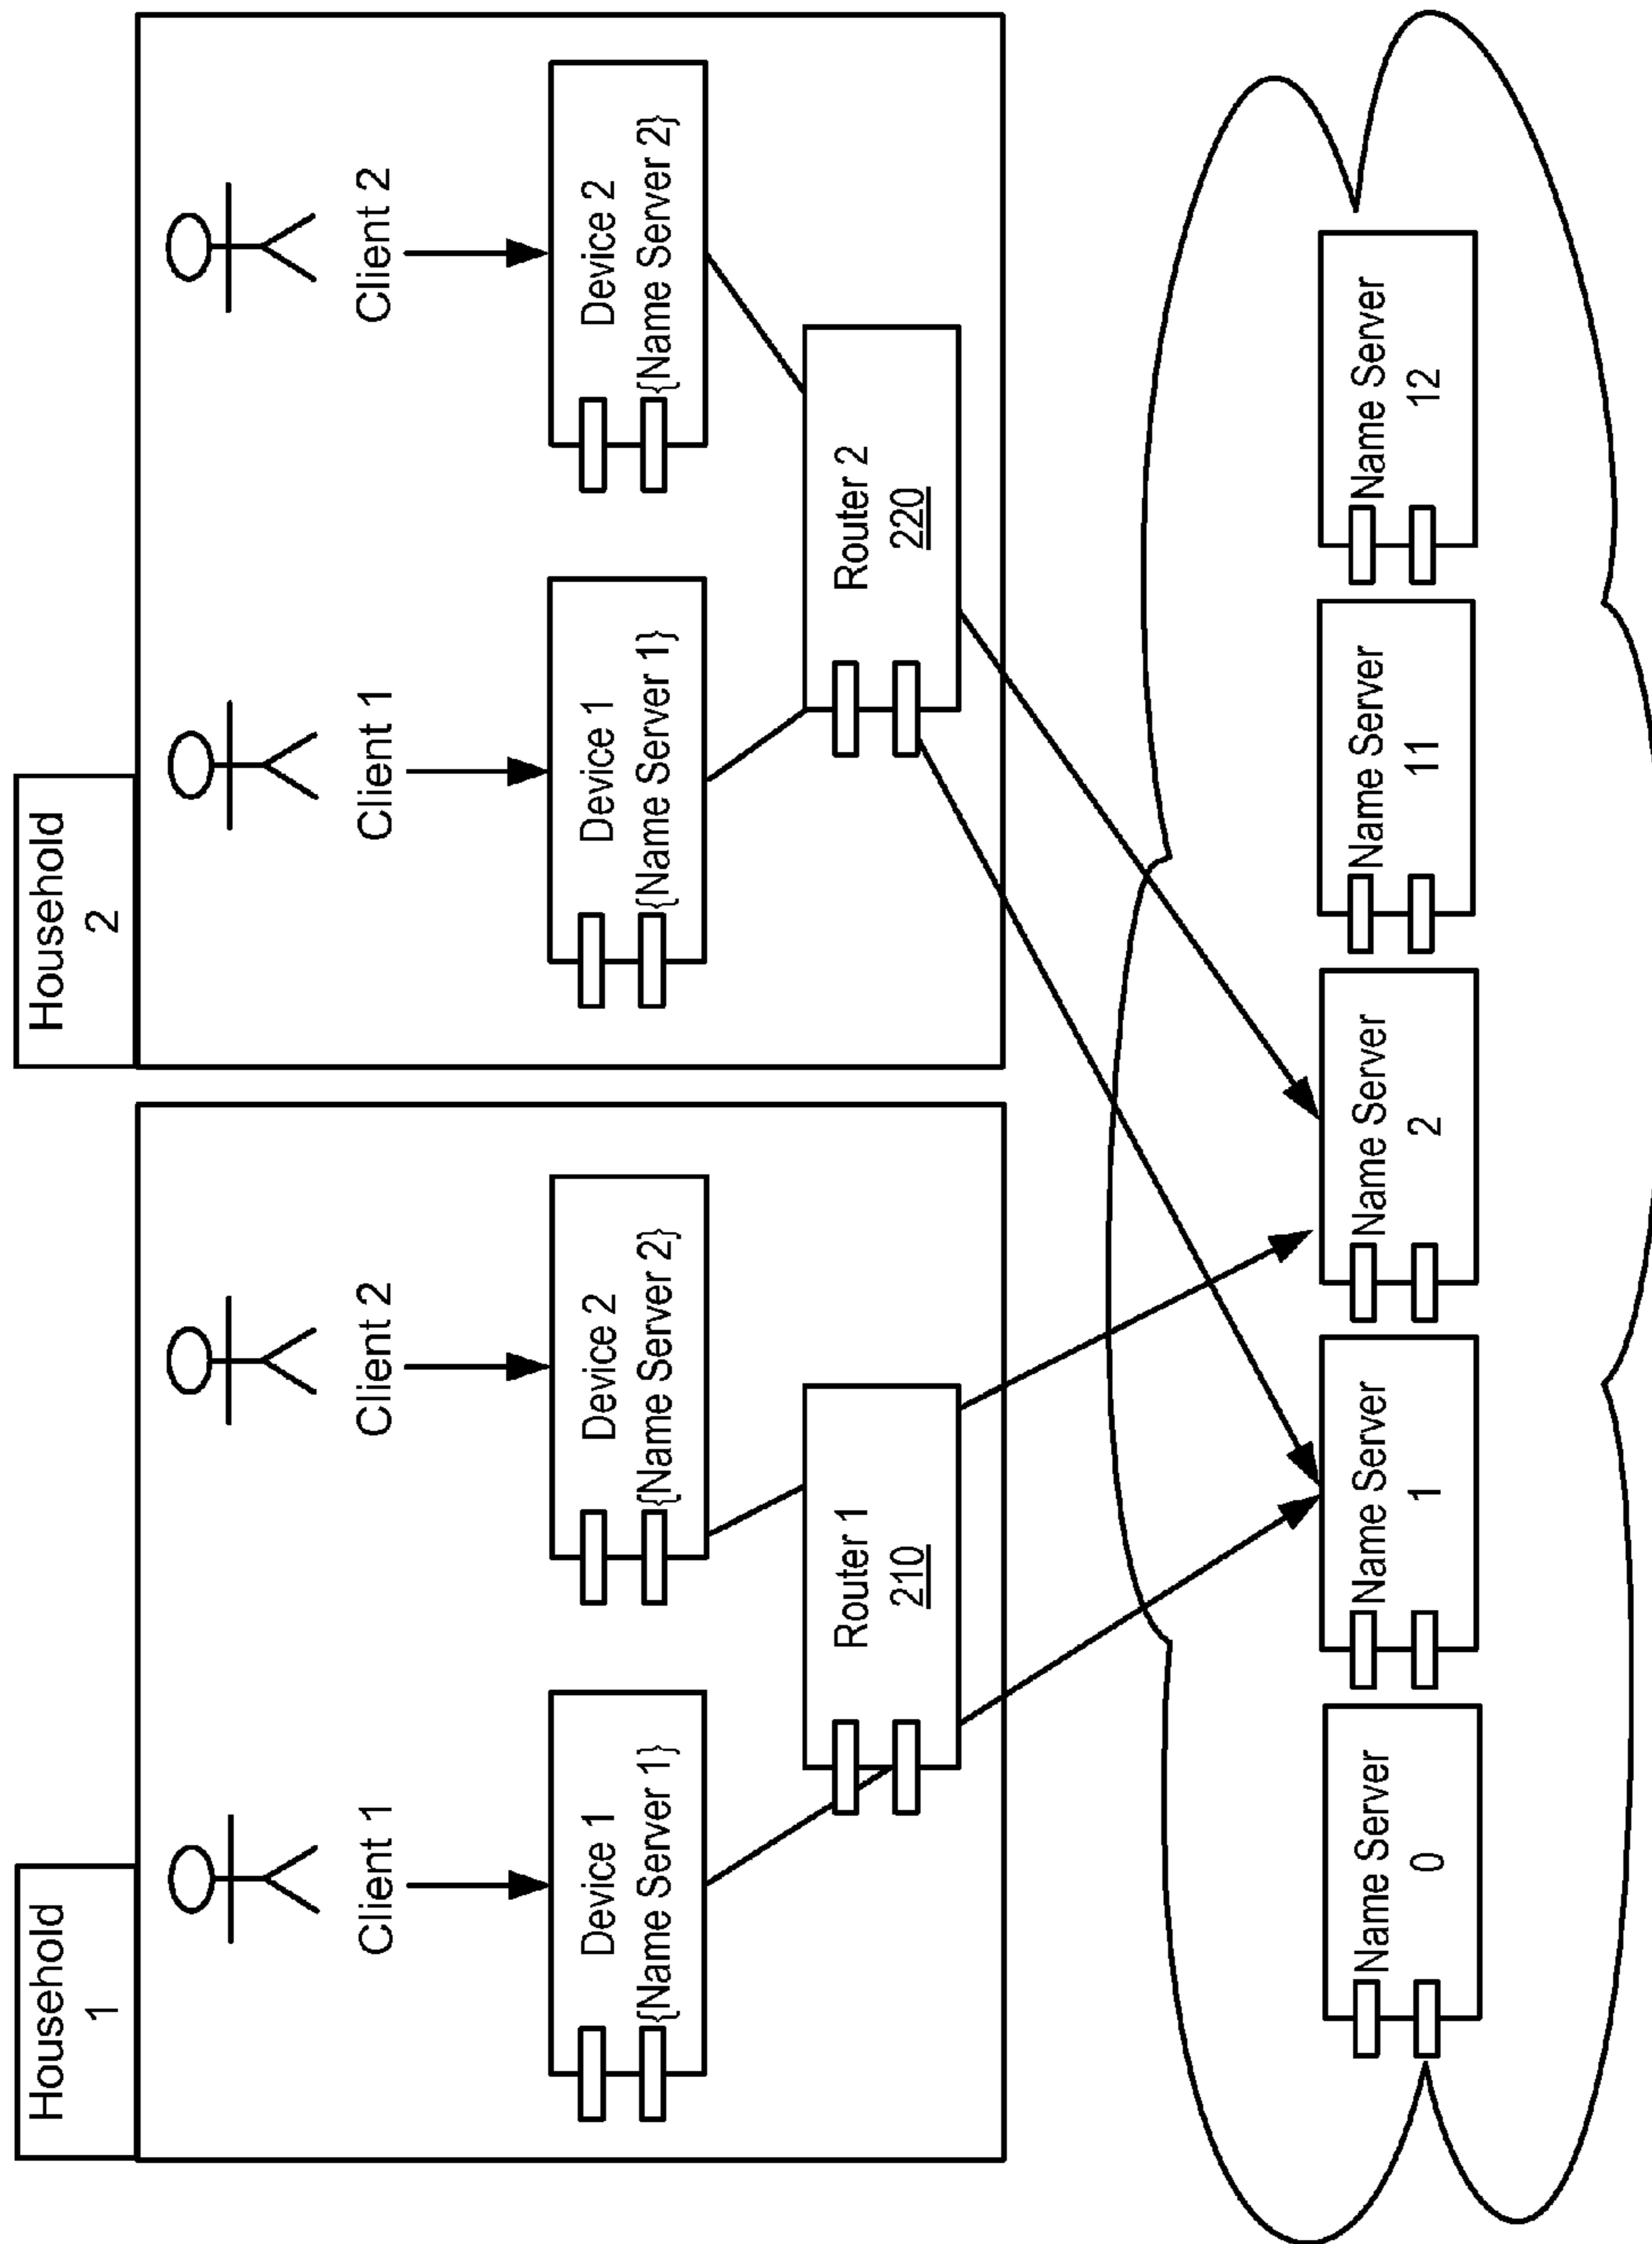 Household
1
Client 1
Client 2
Device 1
{Name Server 1}
Device 2
{Name Server 2}
Router 1
210
Household
2
Client 1
Client 2
Device 1
{Name Server 1}
Device 2
{Name Server 2}
Router 2
220
Name Server
0
Name Server
1
Name Server
2
Name Server
11
Name Server
12